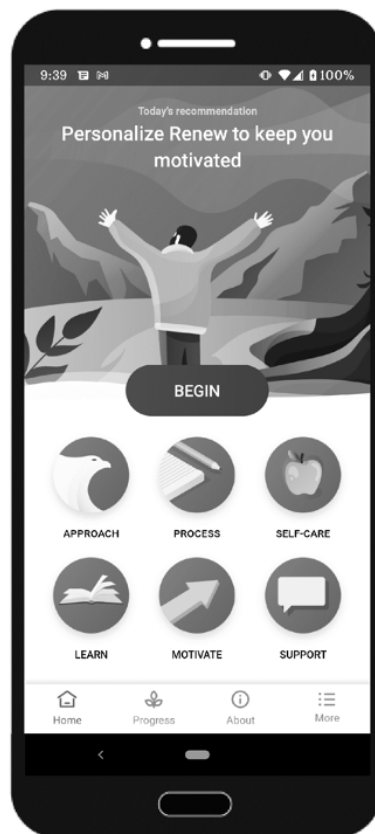 9:39 100%
Today's recommendation
Personalize Renew to keep you
motivated
BEGIN
APPROACH PROCESS SELF-CARE
LEARN MOTIVATE SUPPORT
Home Progress About More